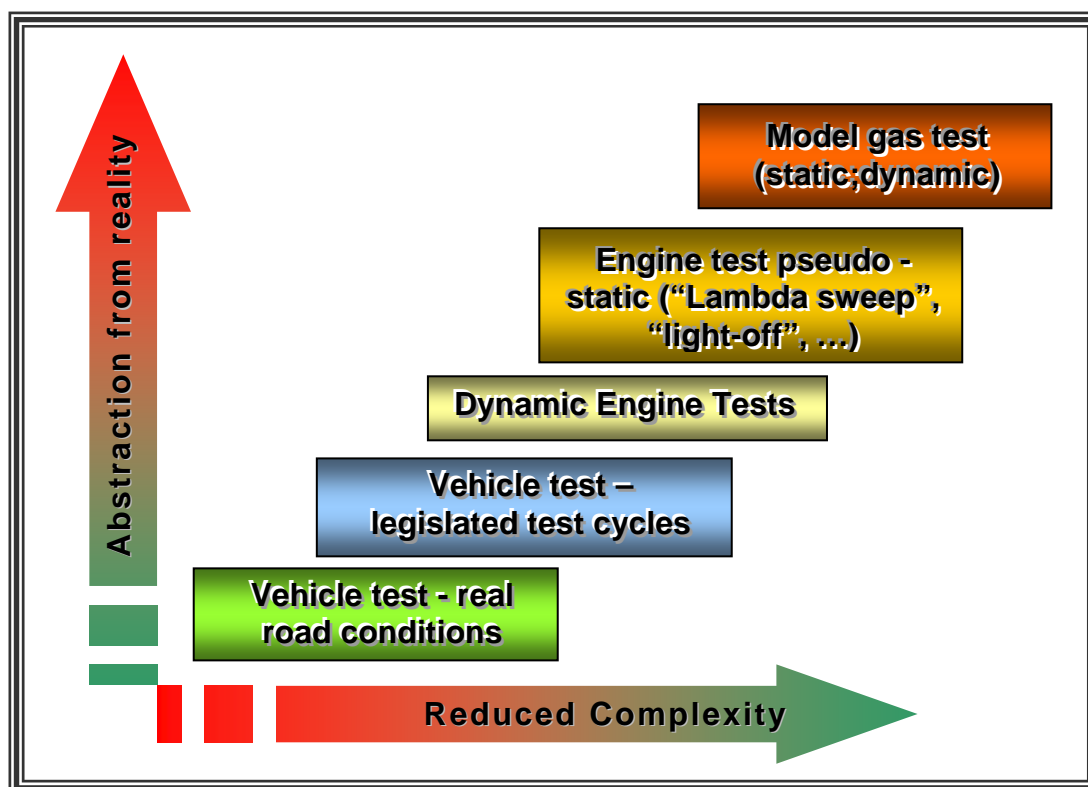 Abstraction from reality
Model gas test
(static;dynamic)
Engine test pseudo -
static (“Lambda sweep”,
“light-off”, …)
Dynamic Engine Tests
Vehicle test –
legislated test cycles
Vehicle test - real
road conditions
Reduced Complexity